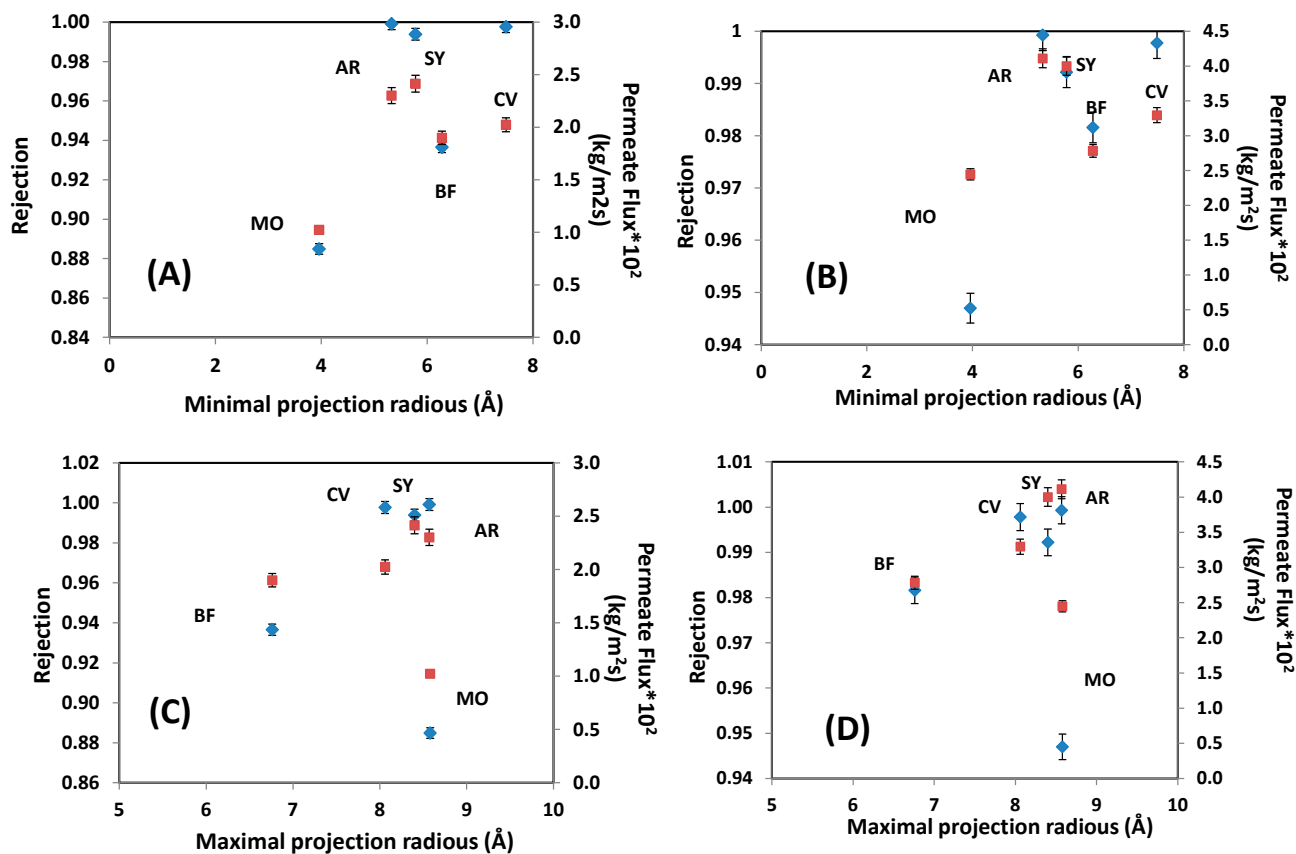 1.00
0.98
0.96
0.94
0.92
0.90
0.88
0.86
0.84
Rejection
3.0
2.5
2.0
1.5
1.0
0.5
0.0
Permeate Flux*10²
(kg/m2s)
AR
SY
CV
BF
MO
(A)
0 2 4 6 8
Minimal projection radious (Å)
1
0.99
0.98
0.97
0.96
0.95
0.94
Rejection
4.5
4.0
3.5
3.0
2.5
2.0
1.5
1.0
0.5
0.0
Permeate Flux*10²
(kg/m²s)
AR
SY
BF
CV
MO
(B)
0 2 4 6 8
Minimal projection radious (Å)
1.02
1.00
0.98
0.96
0.94
0.92
0.90
0.88
0.86
Rejection
3.0
2.5
2.0
1.5
1.0
0.5
0.0
Permeate Flux*10²
(kg/m²s)
CV
SY
AR
BF
MO
(C)
5 6 7 8 9 10
Maximal projection radious (Å)
1.01
1.00
0.99
0.98
0.97
0.96
0.95
0.94
Rejection
4.5
4.0
3.5
3.0
2.5
2.0
1.5
1.0
0.5
0.0
Permeate Flux*10²
(kg/m²s)
SY
CV
AR
BF
MO
(D)
5 6 7 8 9 10
Maximal projection radious (Å)